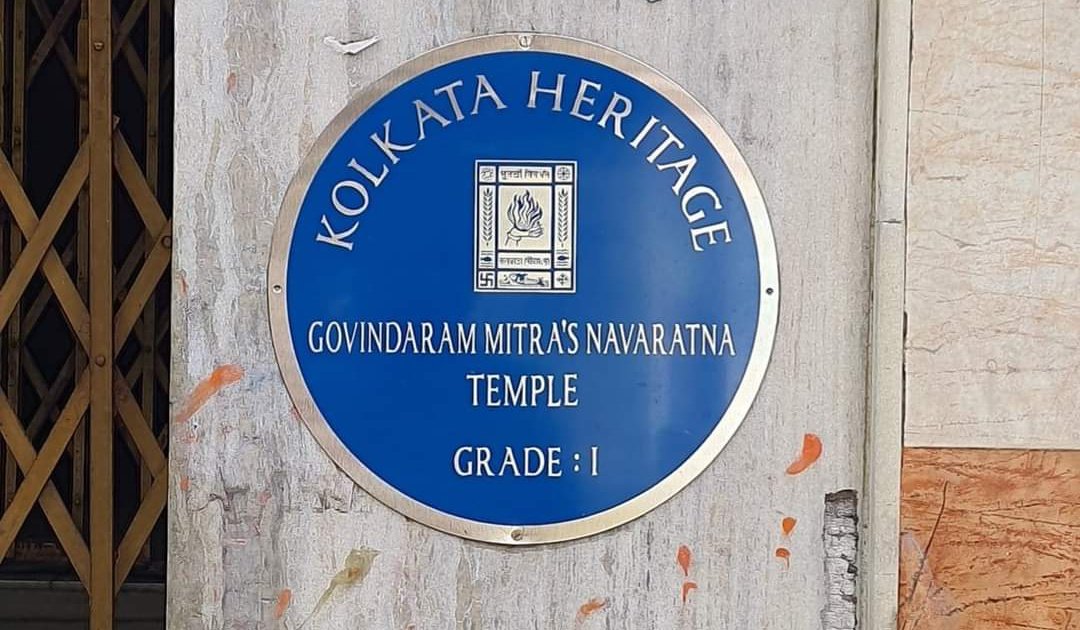 KOLKATA HERITAGE
GOVINDARAM MITRA'S NAVARATNA
TEMPLE
GRADE : I